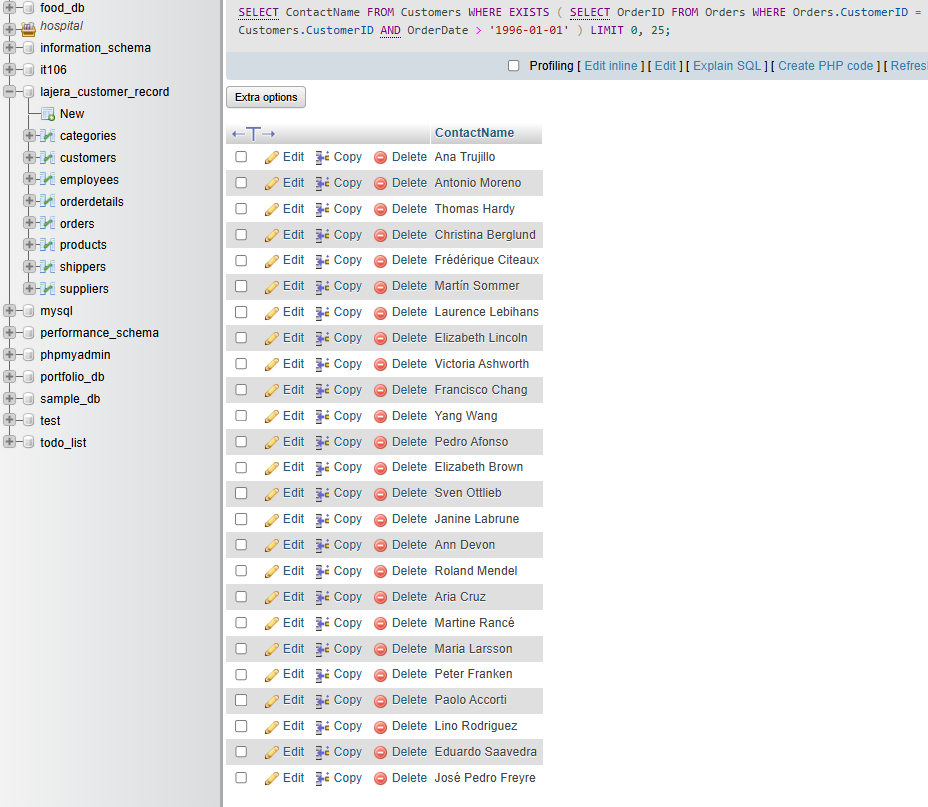 food_db
hospital
information_schema
it106
lajera_customer_record
New
categories
customers
employees
orderdetails
orders
products
shippers
suppliers
mysql
performance_schema
phpmyadmin
portfolio_db
sample_db
test
todo_list
SELECT ContactName FROM Customers WHERE EXISTS ( SELECT OrderID FROM Orders WHERE Orders.CustomerID =
Customers.CustomerID AND OrderDate > '1996-01-01' ) LIMIT 0, 25;
Profiling [ Edit inline ] [ Edit ] [ Explain SQL ] [ Create PHP code ] [ Refres
Extra options
←T→ ContactName
Edit Copy Delete Ana Trujillo
Edit Copy Delete Antonio Moreno
Edit Copy Delete Thomas Hardy
Edit Copy Delete Christina Berglund
Edit Copy Delete Frédérique Citeaux
Edit Copy Delete Martín Sommer
Edit Copy Delete Laurence Lebihans
Edit Copy Delete Elizabeth Lincoln
Edit Copy Delete Victoria Ashworth
Edit Copy Delete Francisco Chang
Edit Copy Delete Yang Wang
Edit Copy Delete Pedro Afonso
Edit Copy Delete Elizabeth Brown
Edit Copy Delete Sven Ottlieb
Edit Copy Delete Janine Labrune
Edit Copy Delete Ann Devon
Edit Copy Delete Roland Mendel
Edit Copy Delete Aria Cruz
Edit Copy Delete Martine Rancé
Edit Copy Delete Maria Larsson
Edit Copy Delete Peter Franken
Edit Copy Delete Paolo Accorti
Edit Copy Delete Lino Rodriguez
Edit Copy Delete Eduardo Saavedra
Edit Copy Delete José Pedro Freyre